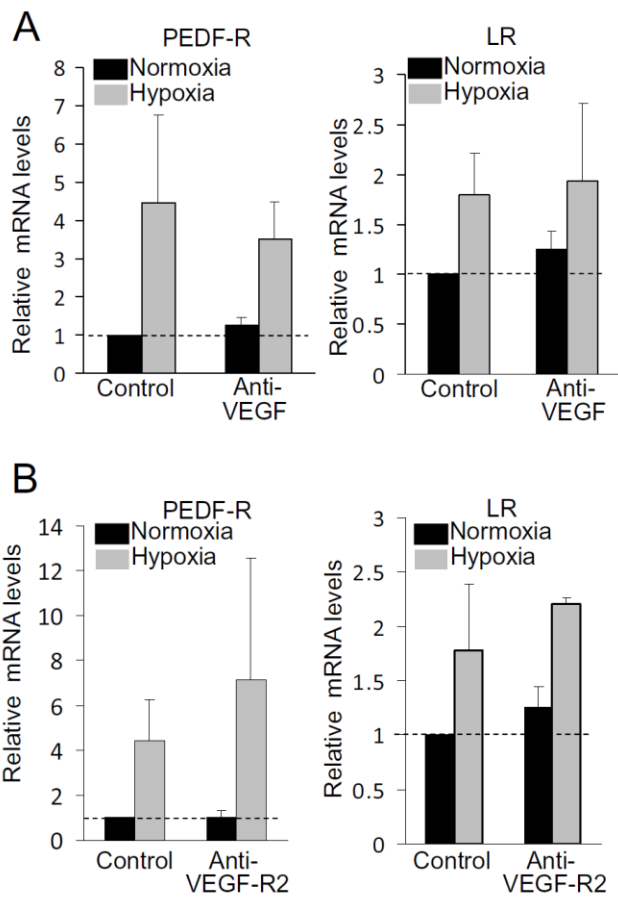 A
PEDF-R
Normoxia
Hypoxia
Relative mRNA levels
8
7
6
5
4
3
2
1
0
Control
Anti-
VEGF
LR
Normoxia
Hypoxia
Relative mRNA levels
3
2.5
2
1.5
1
0.5
0
Control
Anti-
VEGF
B
PEDF-R
Normoxia
Hypoxia
Relative mRNA levels
14
12
10
8
6
4
2
0
Control
Anti-
VEGF-R2
LR
Normoxia
Hypoxia
Relative mRNA levels
3
2.5
2
1.5
1
0.5
0
Control
Anti-
VEGF-R2